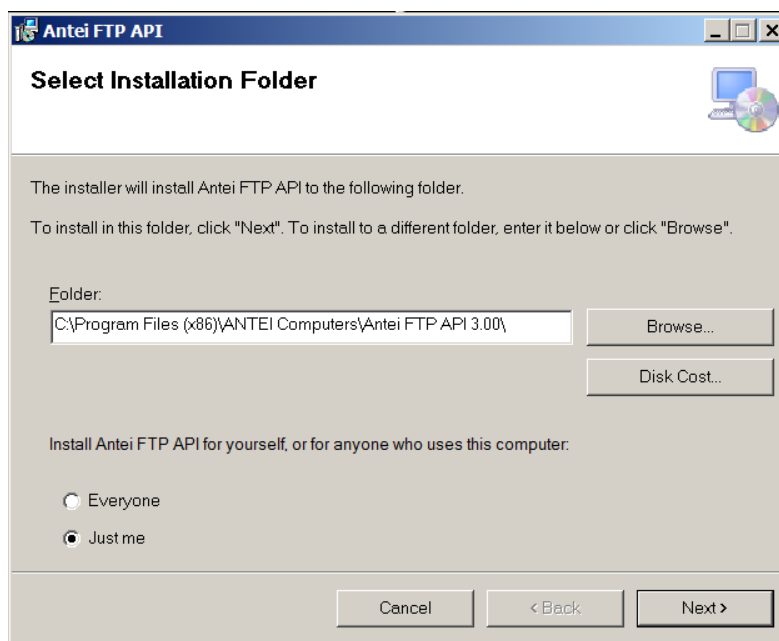 Antei FTP API
Select Installation Folder
The installer will install Antei FTP API to the following folder.
To install in this folder, click "Next". To install to a different folder, enter it below or click "Browse".
Folder:
C:\Program Files (x86)\ANTEI Computers\Antei FTP API 3.00\
Browse...
Disk Cost...
Install Antei FTP API for yourself, or for anyone who uses this computer:
Everyone
Just me
Cancel
< Back
Next >